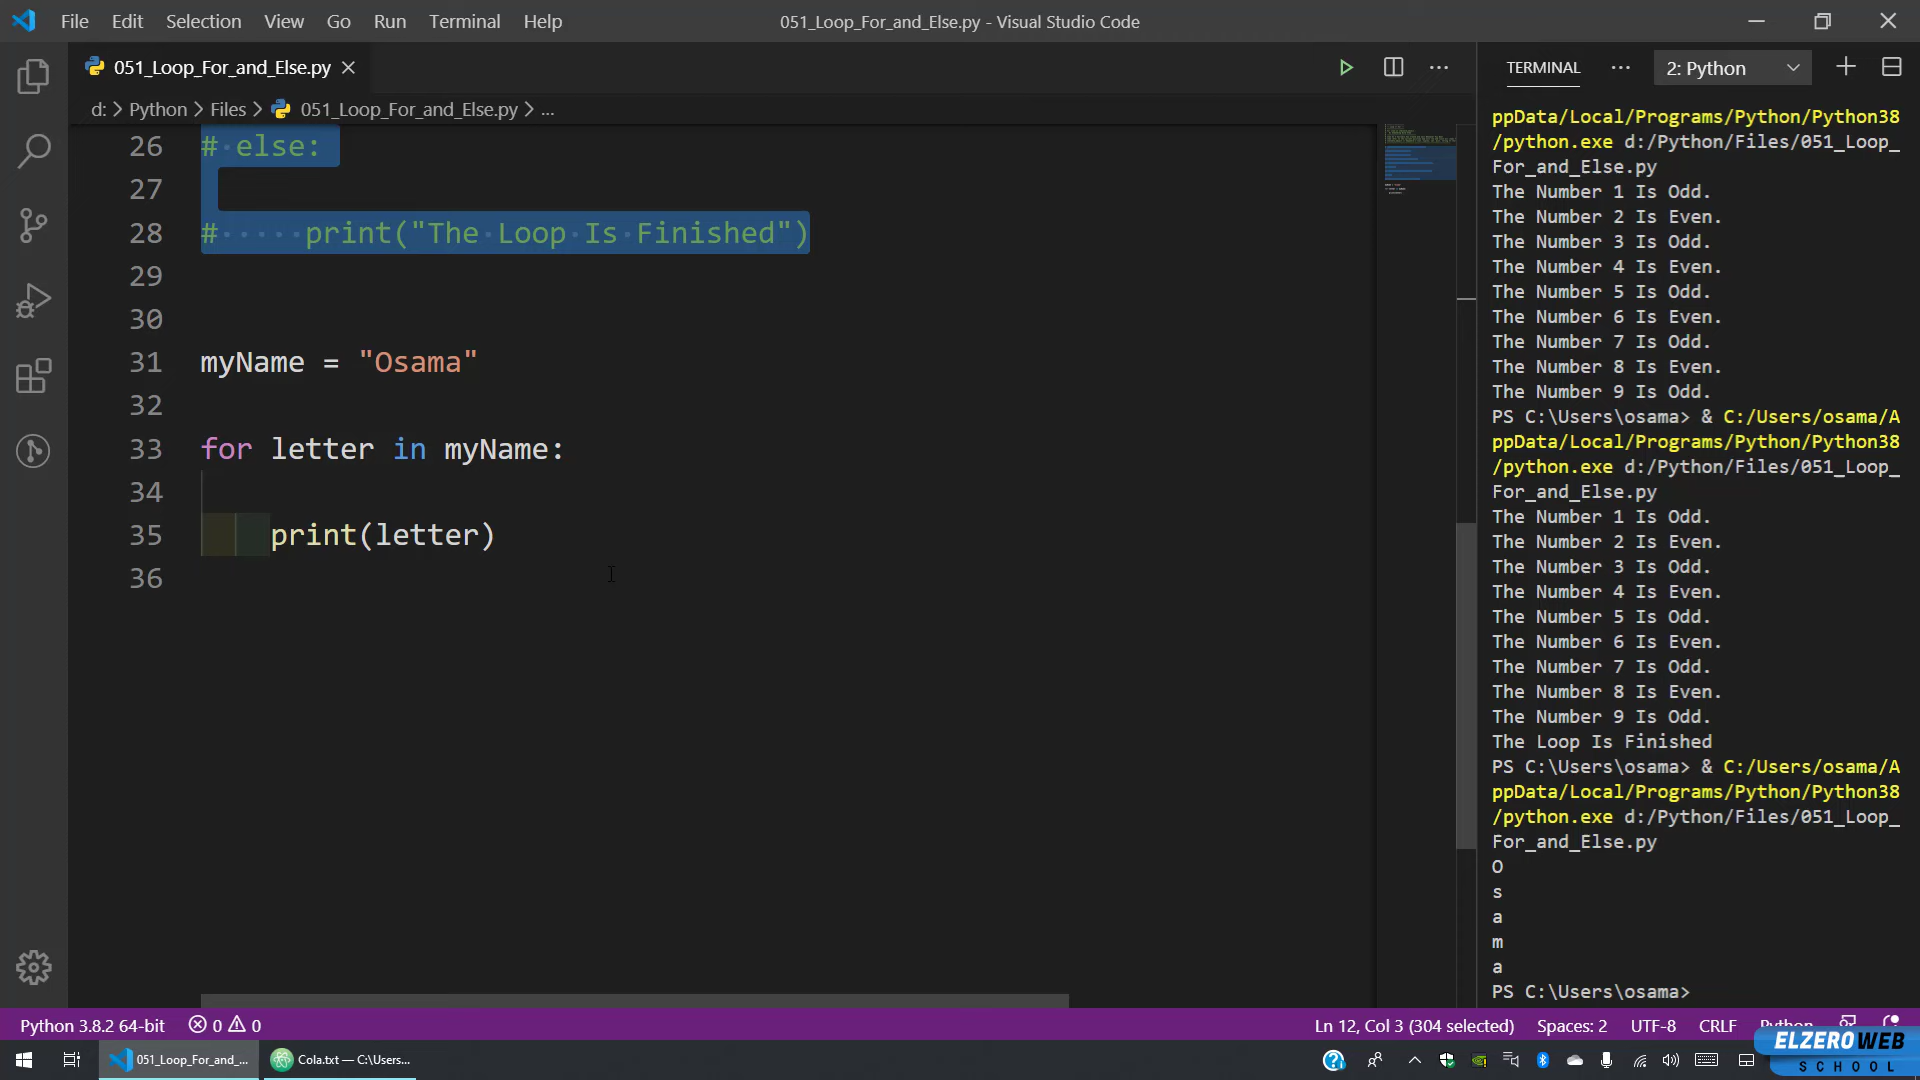 File Edit Selection View Go Run Terminal Help
051_Loop_For_and_Else.py - Visual Studio Code
051_Loop_For_and_Else.py
d: > Python > Files > 051_Loop_For_and_Else.py > ...
26 # else:
27
28 #     print("The Loop Is Finished")
29
30
31 myName = "Osama"
32
33 for letter in myName:
34
35     print(letter)
36
TERMINAL ... 2: Python
ppData/Local/Programs/Python/Python38
/python.exe d:/Python/Files/051_Loop_
For_and_Else.py
The Number 1 Is Odd.
The Number 2 Is Even.
The Number 3 Is Odd.
The Number 4 Is Even.
The Number 5 Is Odd.
The Number 6 Is Even.
The Number 7 Is Odd.
The Number 8 Is Even.
The Number 9 Is Odd.
PS C:\Users\osama> & C:/Users/osama/A
ppData/Local/Programs/Python/Python38
/python.exe d:/Python/Files/051_Loop_
For_and_Else.py
The Number 1 Is Odd.
The Number 2 Is Even.
The Number 3 Is Odd.
The Number 4 Is Even.
The Number 5 Is Odd.
The Number 6 Is Even.
The Number 7 Is Odd.
The Number 8 Is Even.
The Number 9 Is Odd.
The Loop Is Finished
PS C:\Users\osama> & C:/Users/osama/A
ppData/Local/Programs/Python/Python38
/python.exe d:/Python/Files/051_Loop_
For_and_Else.py
O
s
a
m
a
PS C:\Users\osama>
Python 3.8.2 64-bit 0 0 Ln 12, Col 3 (304 selected) Spaces: 2 UTF-8 CRLF Python
051_Loop_For_and_... Cola.txt — C:\Users...
ELZEROWEB
SCHOOL